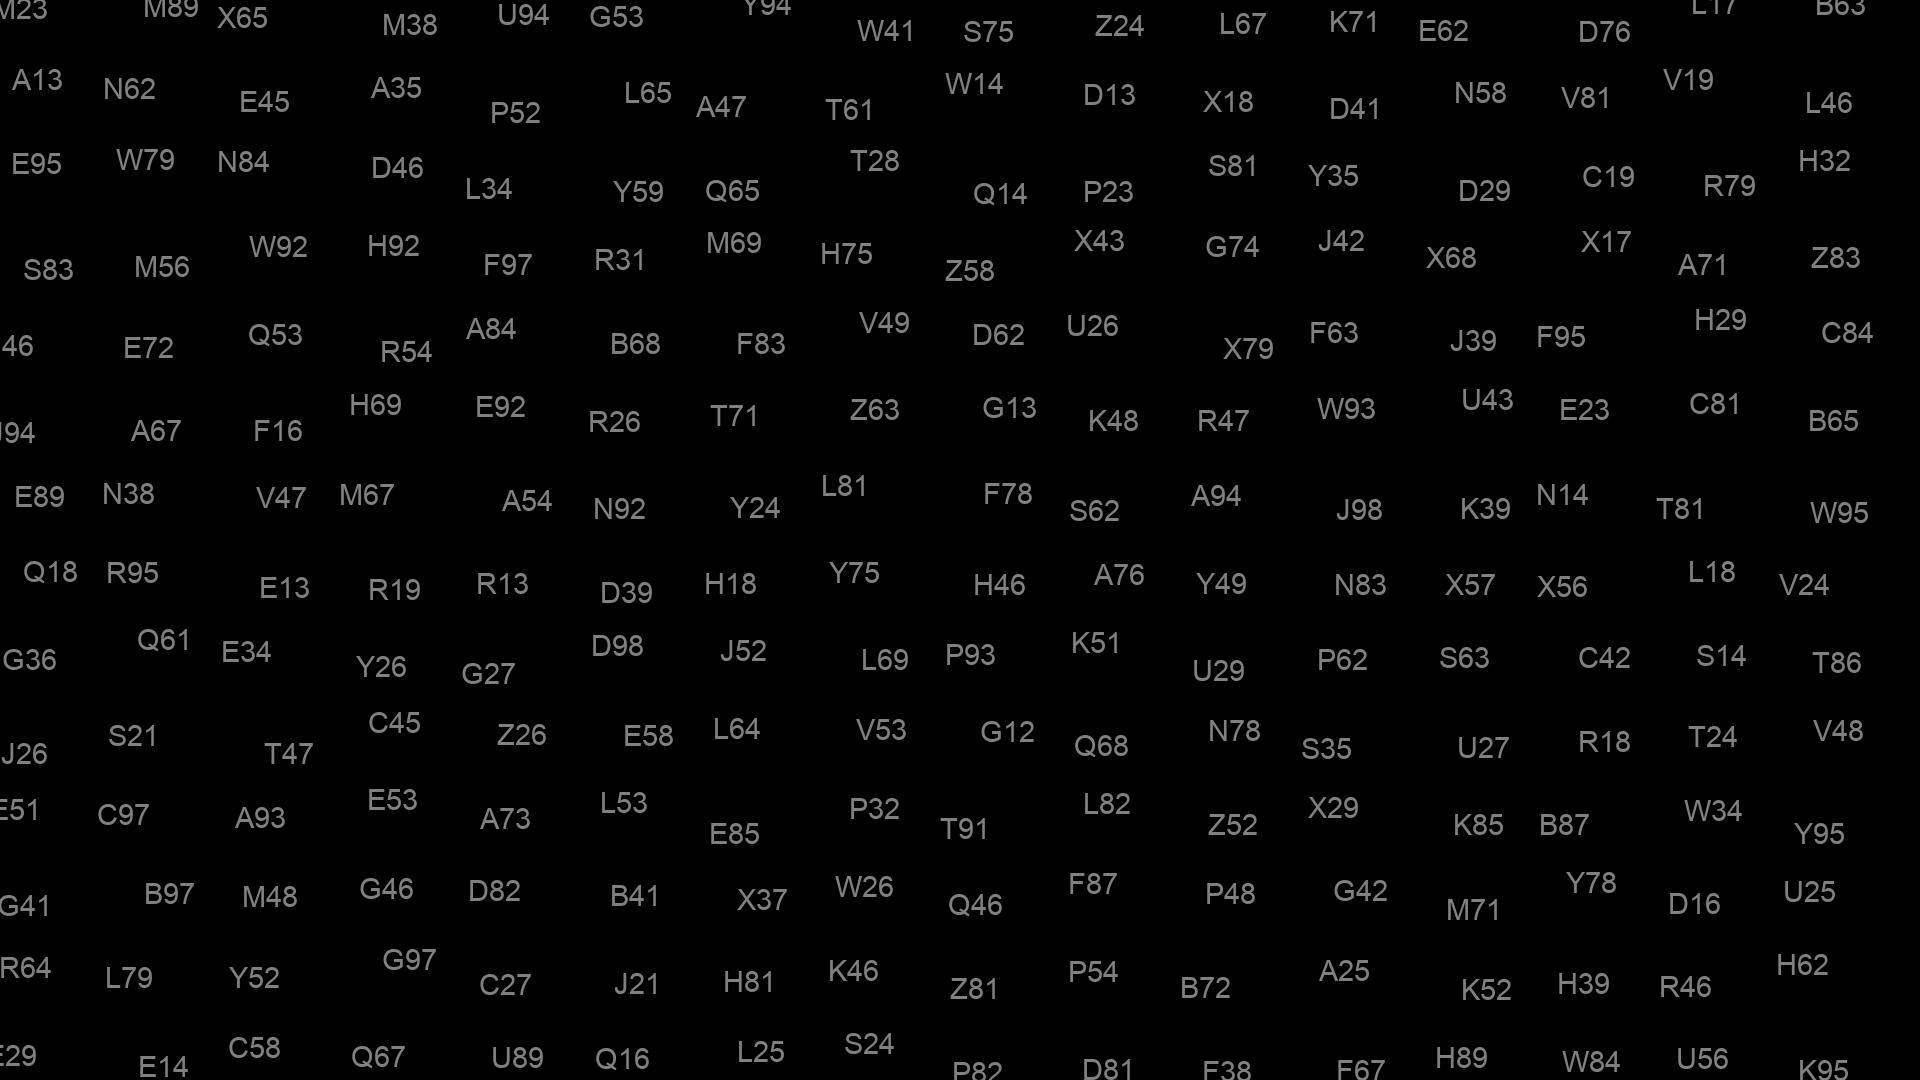 M23 M89 X65 M38 U94 G53 Y94 W41 S75 Z24 L67 K71 E62 D76 L17 B63
A13 N62 E45 A35 P52 L65 A47 T61 W14 D13 X18 D41 N58 V81 V19 L46
E95 W79 N84 D46 L34 Y59 Q65 T28 Q14 P23 S81 Y35 D29 C19 R79 H32
S83 M56 W92 H92 F97 R31 M69 H75 Z58 X43 G74 J42 X68 X17 A71 Z83
46 E72 Q53 R54 A84 B68 F83 V49 D62 U26 X79 F63 J39 F95 H29 C84
94 A67 F16 H69 E92 R26 T71 Z63 G13 K48 R47 W93 U43 E23 C81 B65
E89 N38 V47 M67 A54 N92 Y24 L81 F78 S62 A94 J98 K39 N14 T81 W95
Q18 R95 E13 R19 R13 D39 H18 Y75 H46 A76 Y49 N83 X57 X56 L18 V24
G36 Q61 E34 Y26 G27 D98 J52 L69 P93 K51 U29 P62 S63 C42 S14 T86
J26 S21 T47 C45 Z26 E58 L64 V53 G12 Q68 N78 S35 U27 R18 T24 V48
E51 C97 A93 E53 A73 L53 E85 P32 T91 L82 Z52 X29 K85 B87 W34 Y95
G41 B97 M48 G46 D82 B41 X37 W26 Q46 F87 P48 G42 M71 Y78 D16 U25
R64 L79 Y52 G97 C27 J21 H81 K46 Z81 P54 B72 A25 K52 H39 R46 H62
E29 E14 C58 Q67 U89 Q16 L25 S24 P82 D81 F38 F67 H89 W84 U56 K95